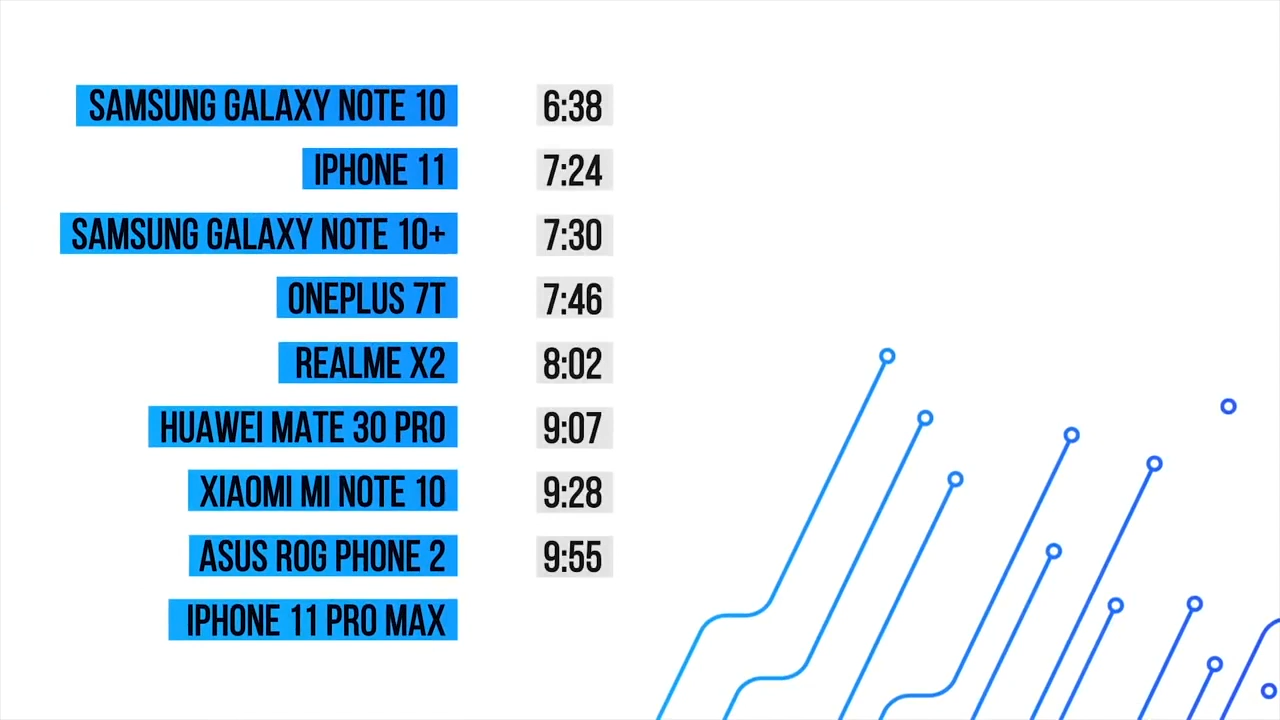 SAMSUNG GALAXY NOTE 10 6:38
IPHONE 11 7:24
SAMSUNG GALAXY NOTE 10+ 7:30
ONEPLUS 7T 7:46
REALME X2 8:02
HUAWEI MATE 30 PRO 9:07
XIAOMI MI NOTE 10 9:28
ASUS ROG PHONE 2 9:55
IPHONE 11 PRO MAX